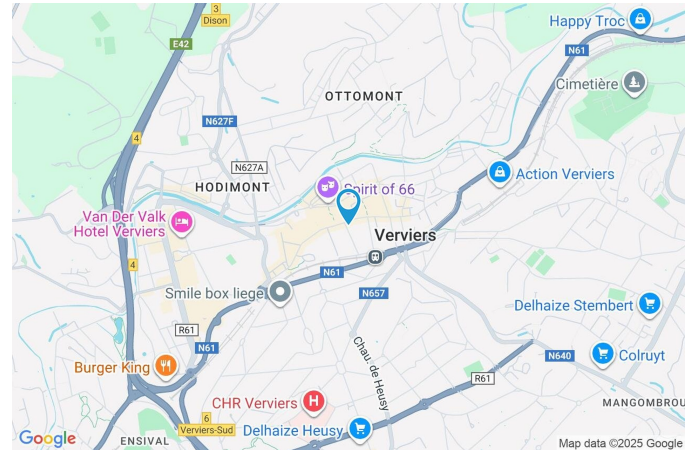 3
Dison
Happy Troc
E42
N61
Cimetière
OTTOMONT
N627F
4
N627A
Action Verviers
HODIMONT
Spirit of 66
Van Der Valk
Hotel Verviers
Verviers
4
N61
Smile box liege
N657
Delhaize Stembert
R61
N61
Chau. de Heusy
N640
Colruyt
Burger King
R61
CHR Verviers
H
MANGOMBROU
6
Verviers-Sud
Delhaize Heusy
ENSIVAL
Google
Map data ©2025 Google